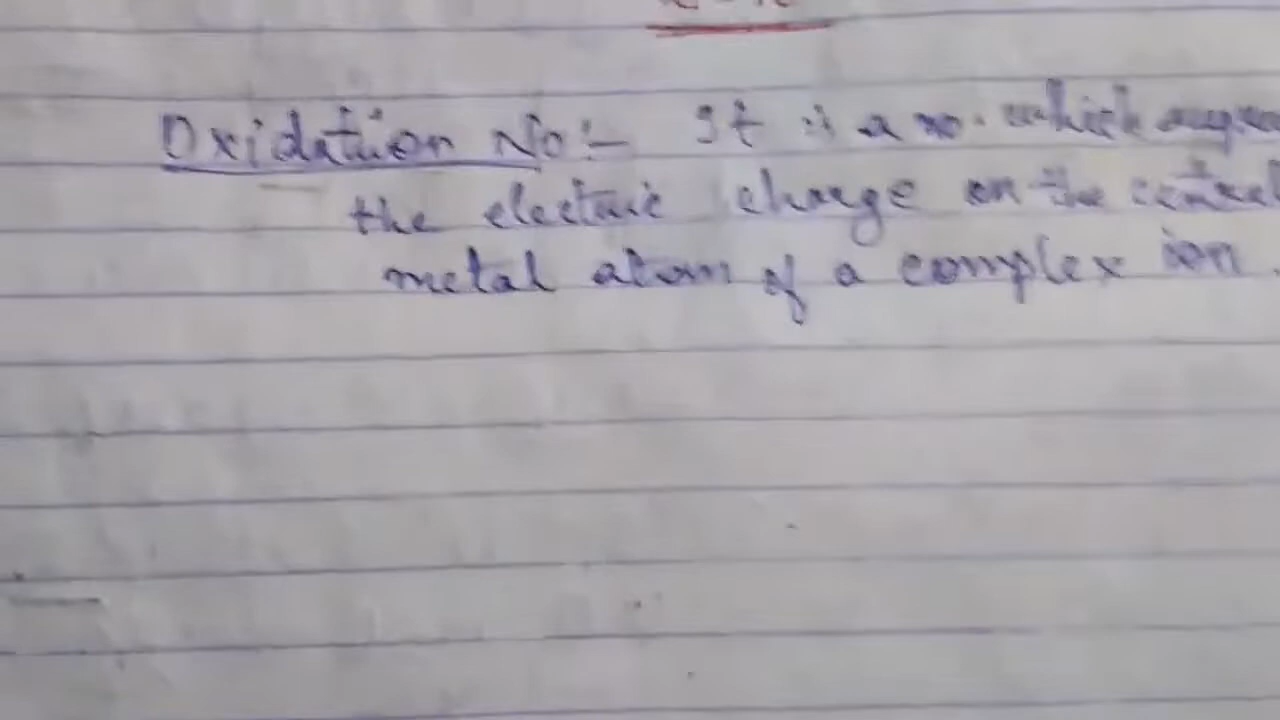 Oxidation No:- It is a no. which
the electric charge on the central
metal atom of a complex ion.